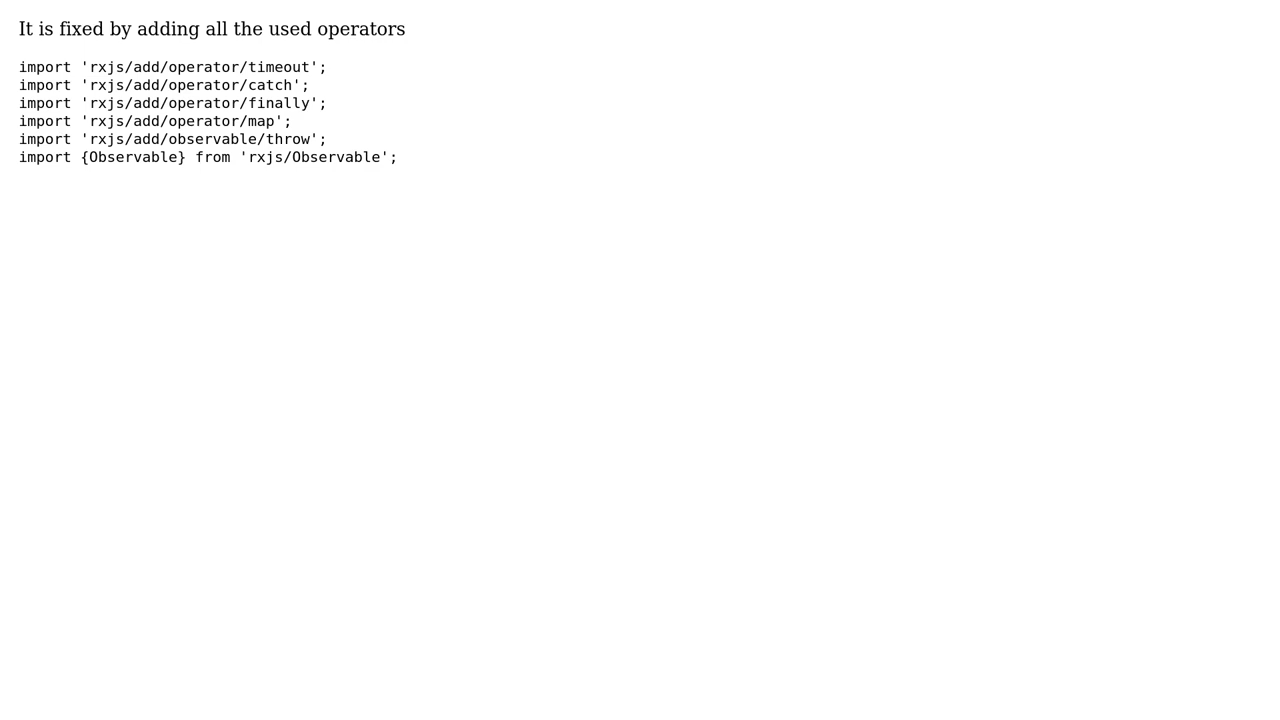 It is fixed by adding all the used operators
import 'rxjs/add/operator/timeout';
import 'rxjs/add/operator/catch';
import 'rxjs/add/operator/finally';
import 'rxjs/add/operator/map';
import 'rxjs/add/observable/throw';
import {Observable} from 'rxjs/Observable';